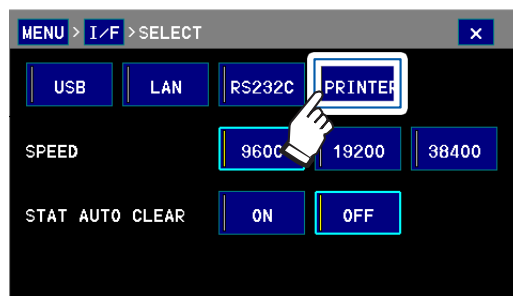 MENU > I/F >SELECT x
USB LAN RS232C PRINTER
SPEED 9600 19200 38400
STAT AUTO CLEAR ON OFF